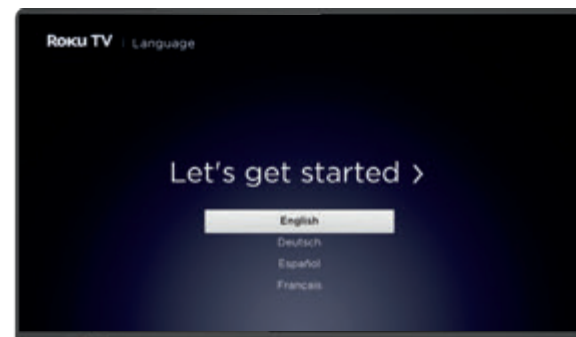 Roku TV | Language
Let's get started >
English
Deutsch
Español
Français